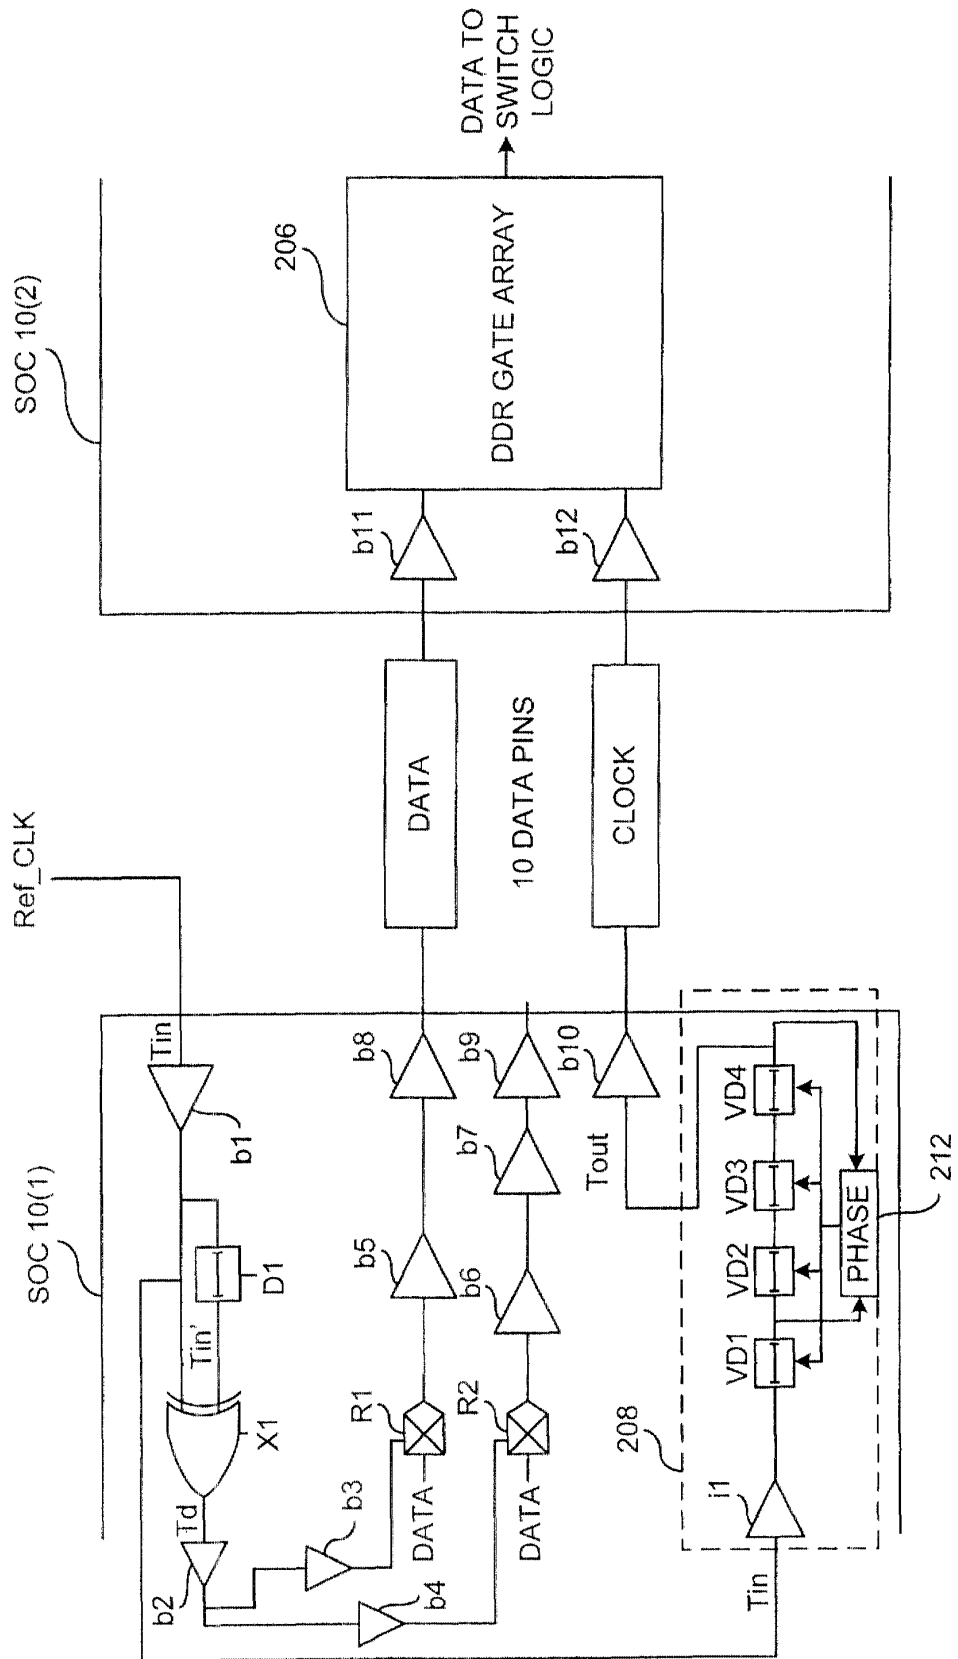 SOC 10(1)
Ref_CLK
SOC 10(2)
Tin
b1
D1
Tin'
X1
Td
b2
b3
b4
R1
DATA
R2
DATA
b5
b6
b7
b8
b9
b10
Tout
DATA
10 DATA PINS
CLOCK
b11
b12
206
DDR GATE ARRAY
DATA TO
SWITCH
LOGIC
208
Tin
i1
VD1
VD2
VD3
VD4
PHASE
212